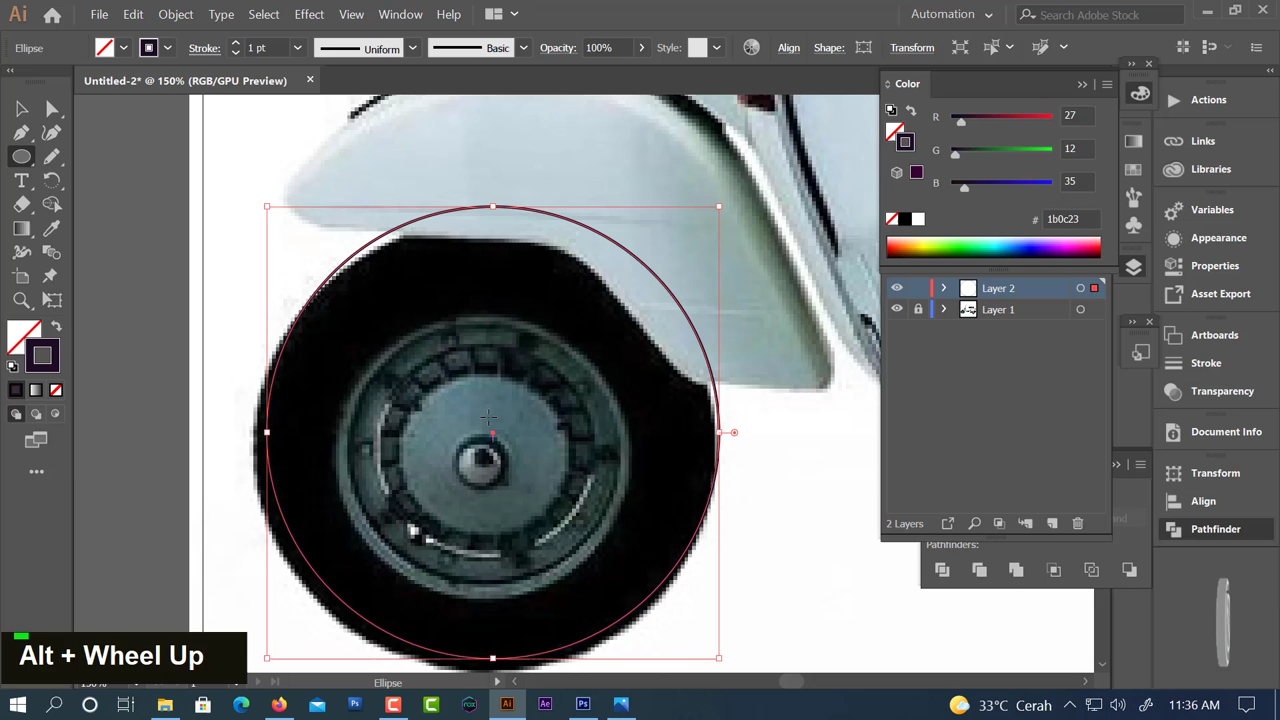 Ai File Edit Object Type Select Effect View Window Help Automation Search Adobe Stock
Ellipse Stroke: 1 pt Uniform Basic Opacity: 100% Style: Align Shape: Transform
Untitled-2* @ 150% (RGB/GPU Preview)
Color
R 27
G 12
B 35
# 1b0c23
Layer 2
Layer 1
2 Layers
Pathfinders:
Actions
Links
Libraries
Variables
Appearance
Properties
Asset Export
Artboards
Stroke
Transparency
Document Info
Transform
Align
Pathfinder
Alt + Wheel Up
Ellipse
33°C Cerah 11:36 AM